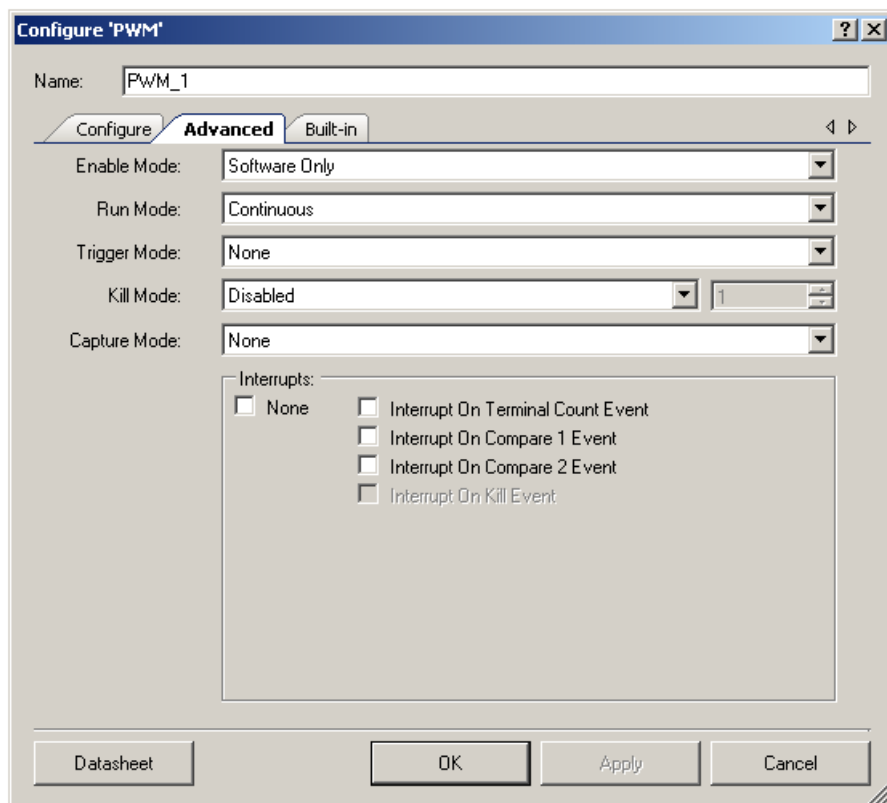 Configure 'PWM'
Name: PWM_1
Configure Advanced Built-in
Enable Mode: Software Only
Run Mode: Continuous
Trigger Mode: None
Kill Mode: Disabled 1
Capture Mode: None
Interrupts:
None Interrupt On Terminal Count Event
Interrupt On Compare 1 Event
Interrupt On Compare 2 Event
Interrupt On Kill Event
Datasheet OK Apply Cancel